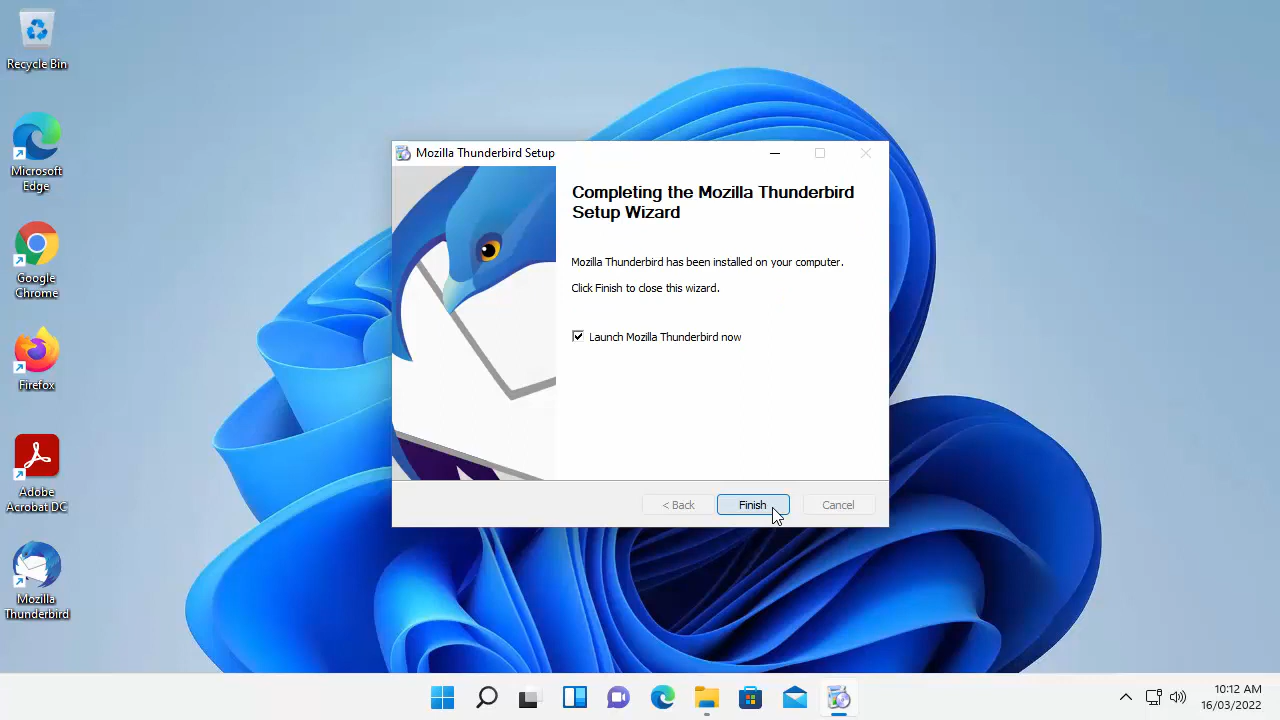 Recycle Bin
Microsoft
Edge
Google
Chrome
Firefox
Adobe
Acrobat DC
Mozilla
Thunderbird
Mozilla Thunderbird Setup
Completing the Mozilla Thunderbird
Setup Wizard
Mozilla Thunderbird has been installed on your computer.
Click Finish to close this wizard.
Launch Mozilla Thunderbird now
< Back
Finish
Cancel
10:12 AM
16/03/2022